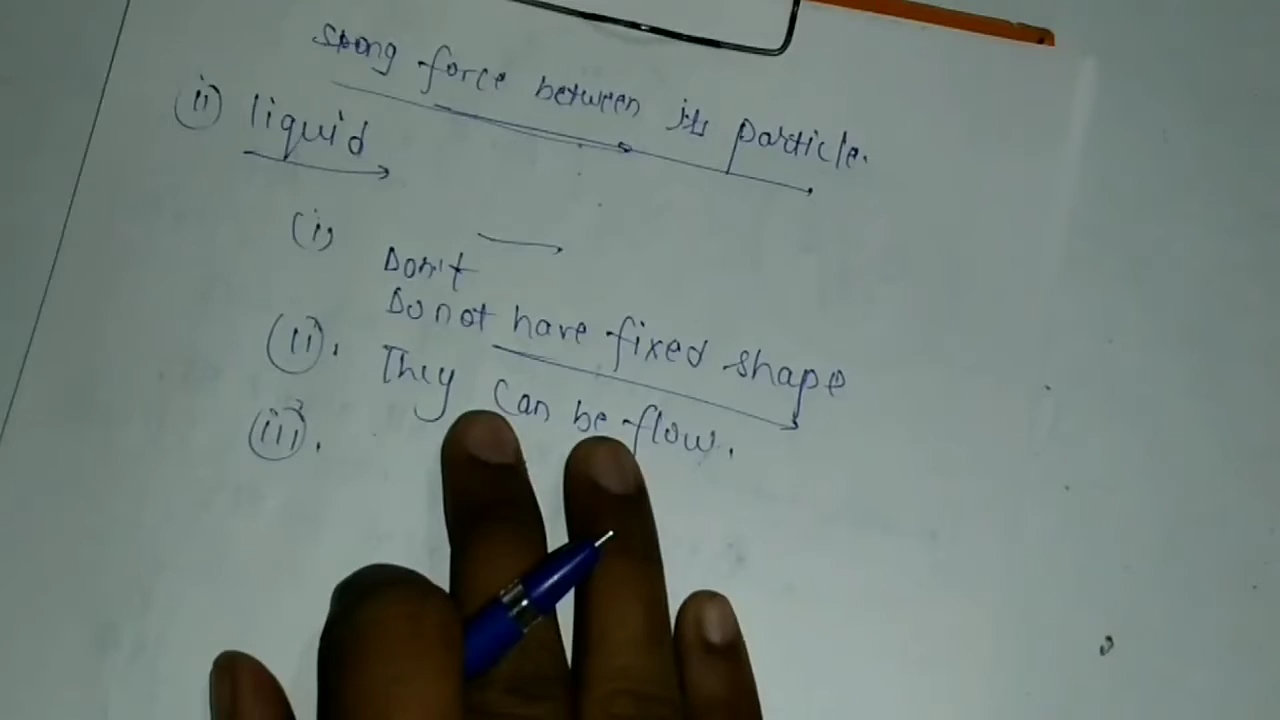 strong force between its particle.
(ii) liquid
(i)
Don't
Do not have fixed shape
(ii). They can be flow.
(iii).